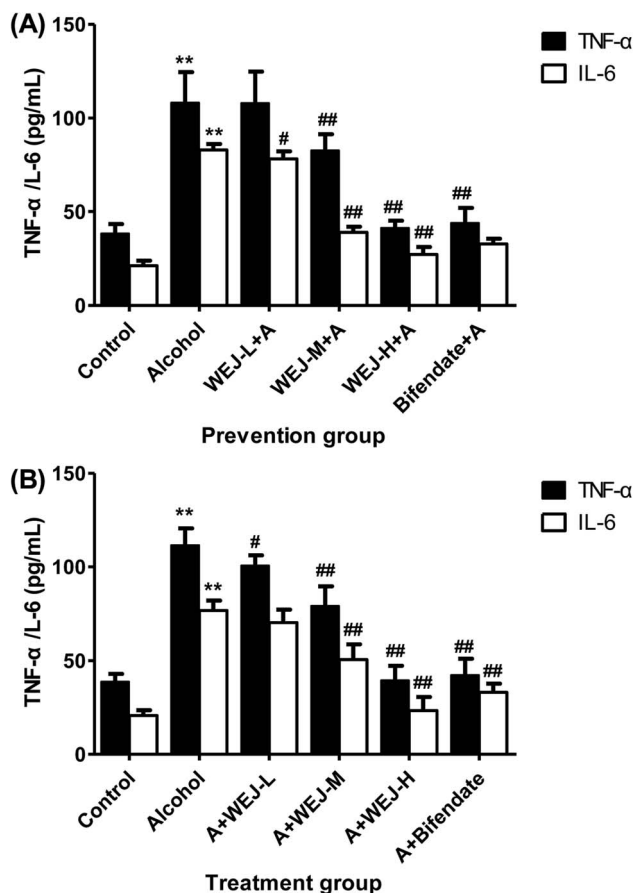 (A)
TNF-α
IL-6
TNF-α /L-6 (pg/mL)
150
100
50
0
**
**
#
##
##
##
##
##
Control
Alcohol
WEJ-L+A
WEJ-M+A
WEJ-H+A
Bifendate+A
Prevention group
(B)
TNF-α
IL-6
TNF-α /L-6 (pg/mL)
150
100
50
0
**
**
#
##
##
##
##
##
##
Control
Alcohol
A+WEJ-L
A+WEJ-M
A+WEJ-H
A+Bifendate
Treatment group